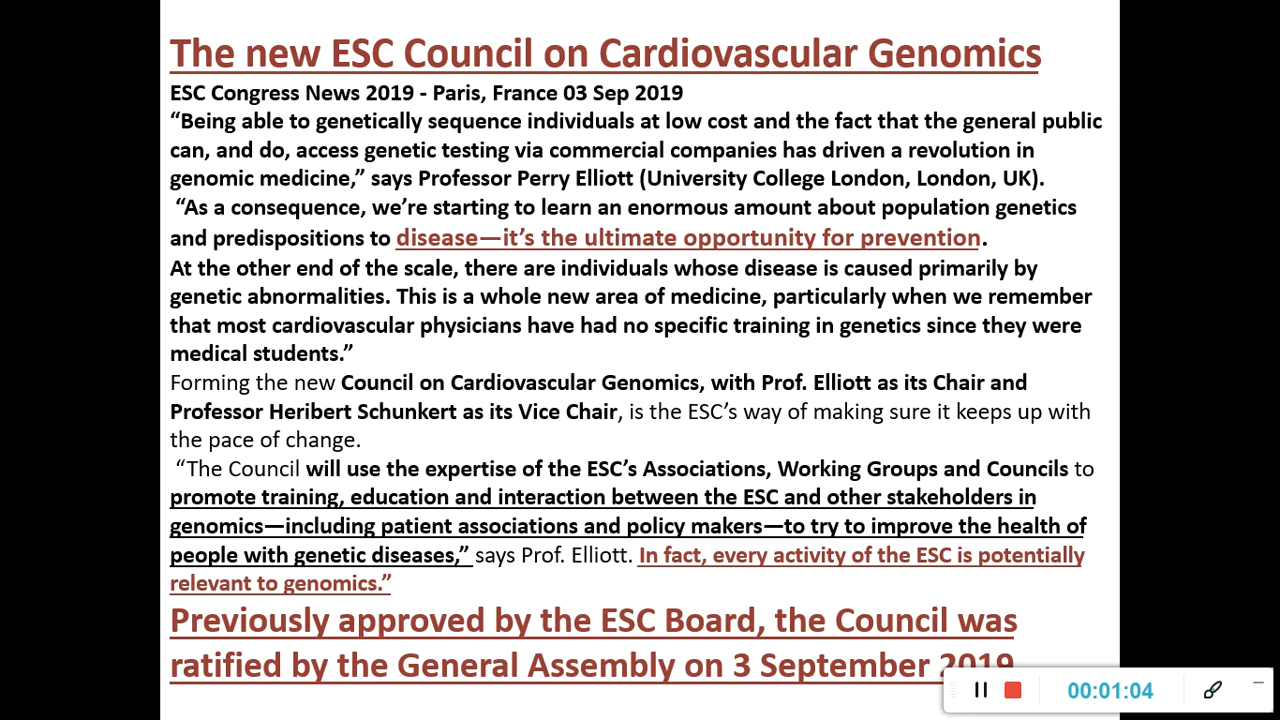 The new ESC Council on Cardiovascular Genomics
ESC Congress News 2019 - Paris, France 03 Sep 2019
“Being able to genetically sequence individuals at low cost and the fact that the general public
can, and do, access genetic testing via commercial companies has driven a revolution in
genomic medicine,” says Professor Perry Elliott (University College London, London, UK).
“As a consequence, we’re starting to learn an enormous amount about population genetics
and predispositions to disease—it’s the ultimate opportunity for prevention.
At the other end of the scale, there are individuals whose disease is caused primarily by
genetic abnormalities. This is a whole new area of medicine, particularly when we remember
that most cardiovascular physicians have had no specific training in genetics since they were
medical students.”
Forming the new Council on Cardiovascular Genomics, with Prof. Elliott as its Chair and
Professor Heribert Schunkert as its Vice Chair, is the ESC’s way of making sure it keeps up with
the pace of change.
“The Council will use the expertise of the ESC’s Associations, Working Groups and Councils to
promote training, education and interaction between the ESC and other stakeholders in
genomics—including patient associations and policy makers—to try to improve the health of
people with genetic diseases,” says Prof. Elliott. In fact, every activity of the ESC is potentially
relevant to genomics.”
Previously approved by the ESC Board, the Council was
ratified by the General Assembly on 3 September 2019
00:01:04